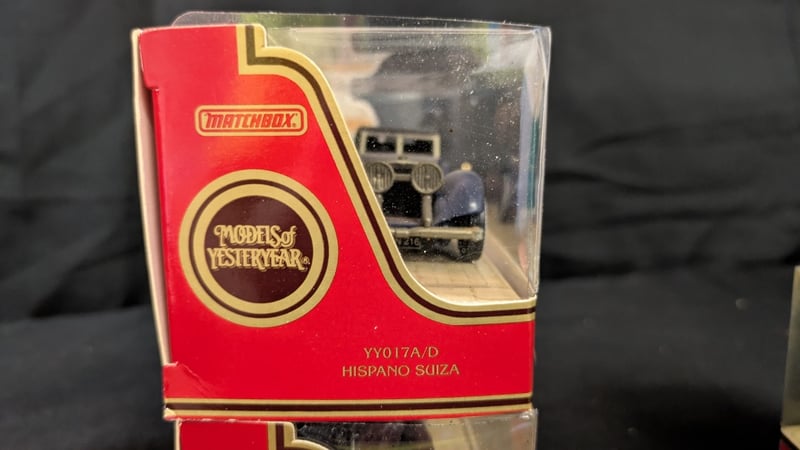 MATCHBOX®
MODELS of
YESTERYEAR®
YY017A/D
HISPANO SUIZA